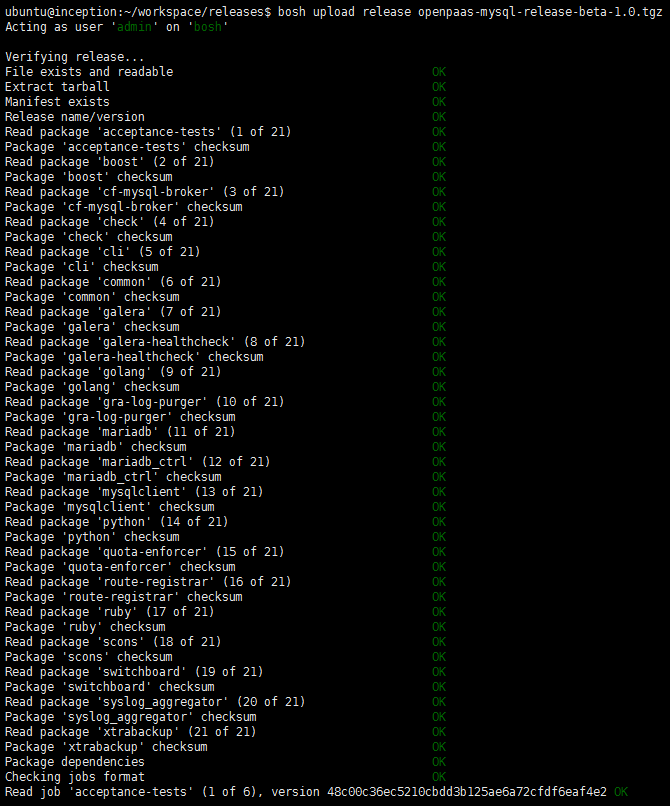 ubuntu@inception:~/workspace/releases$ bosh upload release openpaas-mysql-release-beta-1.0.tgz
Acting as user 'admin' on 'bosh'
Verifying release...
File exists and readable OK
Extract tarball OK
Manifest exists OK
Release name/version OK
Read package 'acceptance-tests' (1 of 21) OK
Package 'acceptance-tests' checksum OK
Read package 'boost' (2 of 21) OK
Package 'boost' checksum OK
Read package 'cf-mysql-broker' (3 of 21) OK
Package 'cf-mysql-broker' checksum OK
Read package 'check' (4 of 21) OK
Package 'check' checksum OK
Read package 'cli' (5 of 21) OK
Package 'cli' checksum OK
Read package 'common' (6 of 21) OK
Package 'common' checksum OK
Read package 'galera' (7 of 21) OK
Package 'galera' checksum OK
Read package 'galera-healthcheck' (8 of 21) OK
Package 'galera-healthcheck' checksum OK
Read package 'golang' (9 of 21) OK
Package 'golang' checksum OK
Read package 'gra-log-purger' (10 of 21) OK
Package 'gra-log-purger' checksum OK
Read package 'mariadb' (11 of 21) OK
Package 'mariadb' checksum OK
Read package 'mariadb_ctrl' (12 of 21) OK
Package 'mariadb_ctrl' checksum OK
Read package 'mysqlclient' (13 of 21) OK
Package 'mysqlclient' checksum OK
Read package 'python' (14 of 21) OK
Package 'python' checksum OK
Read package 'quota-enforcer' (15 of 21) OK
Package 'quota-enforcer' checksum OK
Read package 'route-registrar' (16 of 21) OK
Package 'route-registrar' checksum OK
Read package 'ruby' (17 of 21) OK
Package 'ruby' checksum OK
Read package 'scons' (18 of 21) OK
Package 'scons' checksum OK
Read package 'switchboard' (19 of 21) OK
Package 'switchboard' checksum OK
Read package 'syslog_aggregator' (20 of 21) OK
Package 'syslog_aggregator' checksum OK
Read package 'xtrabackup' (21 of 21) OK
Package 'xtrabackup' checksum OK
Package dependencies OK
Checking jobs format OK
Read job 'acceptance-tests' (1 of 6), version 48c00c36ec5210cbdd3b125ae6a72cfdf6eaf4e2 OK